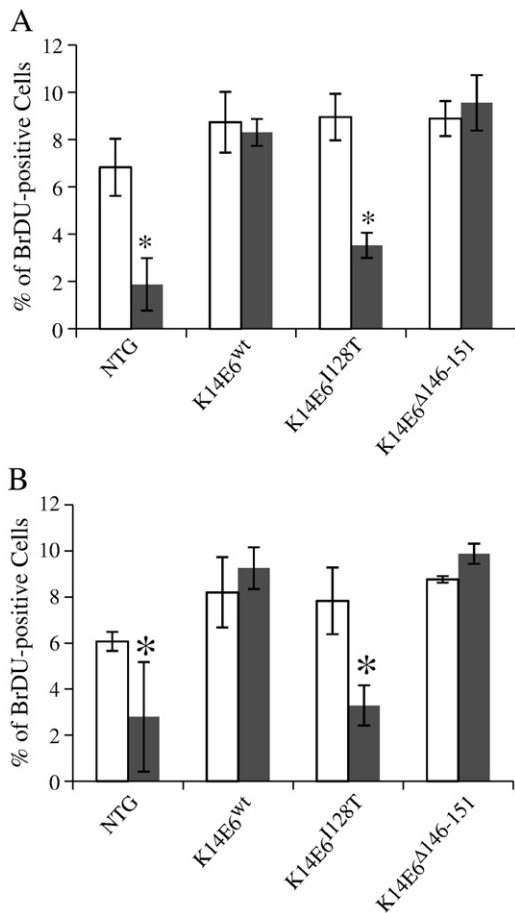 A
% of BrDU-positive Cells
12
10
8
6
4
2
0
*
*
NTG
K14E6wt
K14E6I128T
K14E6Δ146-151
B
% of BrDU-positive Cells
12
10
8
6
4
2
0
*
*
NTG
K14E6wt
K14E6I128T
K14E6Δ146-151